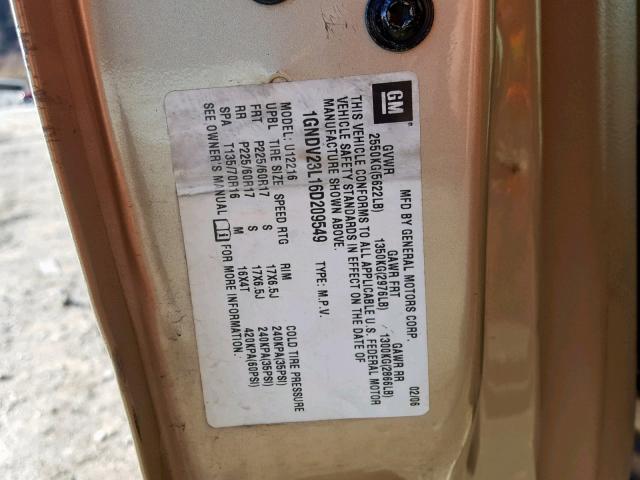 GM
MFD BY GENERAL MOTORS CORP. 02/06
GVWR GAWR FRT GAWR RR
2550KG(5622LB) 1350KG(2976LB) 1300KG(2866LB)
THIS VEHICLE CONFORMS TO ALL APPLICABLE U.S. FEDERAL MOTOR
VEHICLE SAFETY STANDARDS IN EFFECT ON THE DATE OF
MANUFACTURE SHOWN ABOVE.
1GNDV23L16D209549 TYPE: M.P.V.
MODEL: U12216
UPBL TIRE SIZE SPEED RTG RIM COLD TIRE PRESSURE
FRT P225/60R17 S 17X6.5J 240KPA(35PSI)
RR P225/60R17 S 17X6.5J 240KPA(35PSI)
SPA T135/70R16 M 16X4T 420KPA(60PSI)
SEE OWNER'S MANUAL FOR MORE INFORMATION.